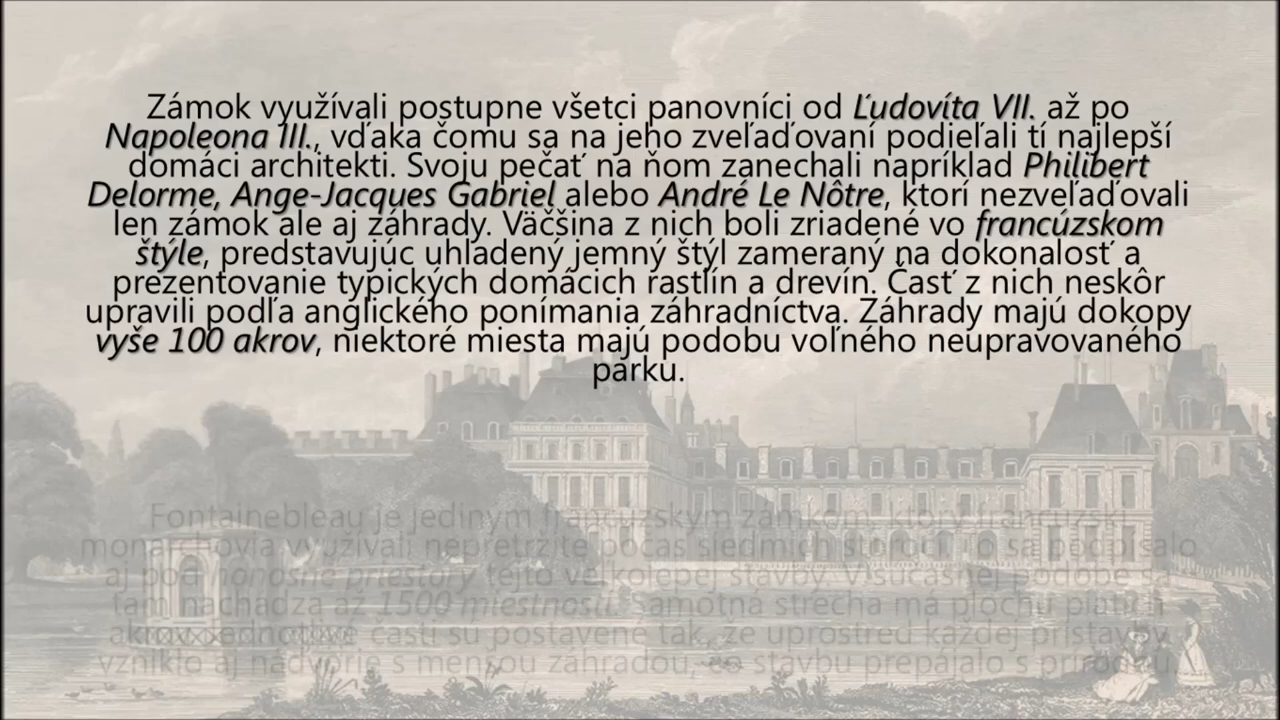 Zámok využívali postupne všetci panovníci od Ľudovíta VII. až po
Napoleona III., vďaka čomu sa na jeho zveľaďovaní podieľali tí najlepší
domáci architekti. Svoju pečať na ňom zanechali napríklad Philibert
Delorme, Ange-Jacques Gabriel alebo André Le Nôtre, ktorí nezveľaďovali
len zámok ale aj záhrady. Väčšina z nich boli zriadené vo francúzskom
štýle, predstavujúc uhladený jemný štýl zameraný na dokonalosť a
prezentovanie typických domácich rastlín a drevín. Časť z nich neskôr
upravili podľa anglického ponímania záhradníctva. Záhrady majú dokopy
vyše 100 akrov, niektoré miesta majú podobu voľného neupravovaného
parku.
Fontainebleau je jediným francúzskym zámkom, ktorý francúzski
monarchovia využívali nepretržite počas siedmich storočí. To sa podpísalo
aj pod honosné priestory tejto veľkolepej stavby. V súčasnej podobe sa
tam nachádza až 1500 miestností. Samotná strecha má plochu piatich
akrov. Jednotlivé časti sú postavené tak, že uprostred každej prístavby
vzniklo aj nádvorie s menšou záhradou, čo stavbu prepájalo s prírodou.